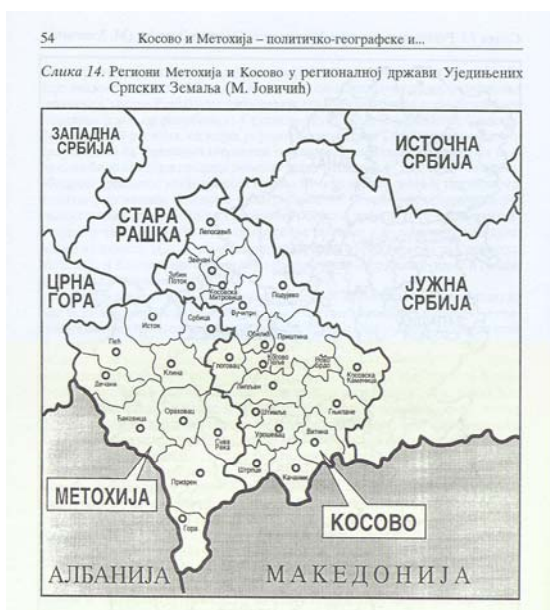 54
Косово и Метохија – политичко-географске и...
Слика 14. Региони Метохија и Косово у регионалној држави Уједињених
Српских Земаља (М. Јовичић)
ЗАПАДНА
СРБИЈА
ИСТОЧНА
СРБИЈА
СТАРА
РАШКА
Лепосавић
Звечан
Зубин
Поток
Косовска
Митровица
Подујево
ЦРНА
ГОРА
ЈУЖНА
СРБИЈА
Вучитрн
Србица
Исток
Обилић
Приштина
Пећ
Косово
Поље
Ново
Брдо
Клина
Глоговац
Косовска
Каменица
Дечани
Липљан
Ораховац
Штимље
Гњилане
Ђаковица
Сува
Река
Урошевац
Витина
Штрпце
Качаник
Призрен
МЕТОХИЈА
КОСОВО
Гора
АЛБАНИЈА
МАКЕДОНИЈА